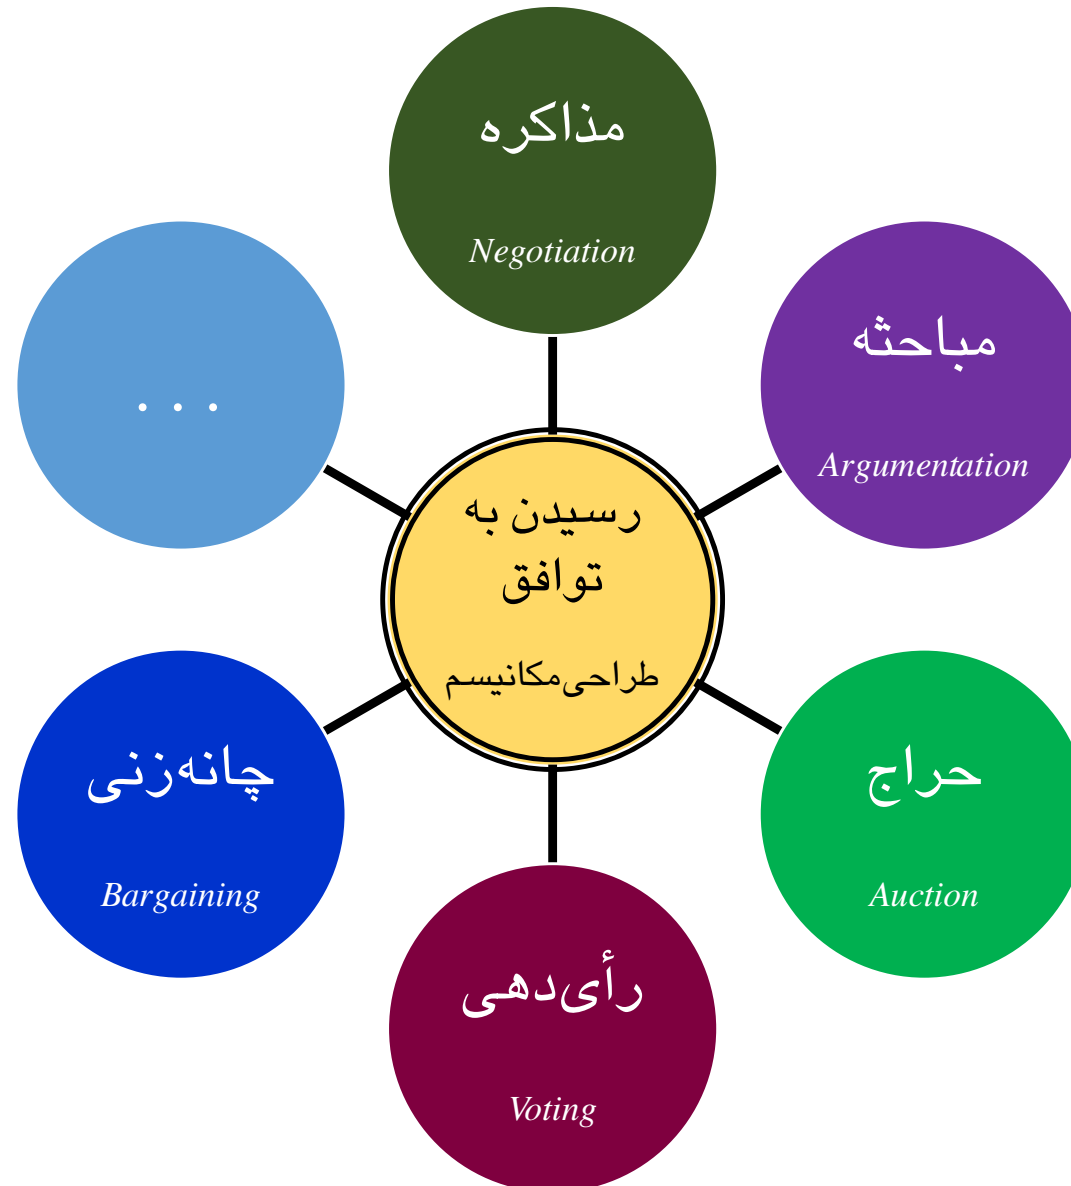 مذاکره
Negotiation
مباحثه
Argumentation
. . .
رسیدن به
توافق
طراحی‌مکانیسم
حراج
Auction
چانه‌زنی
Bargaining
رأی‌دهی
Voting